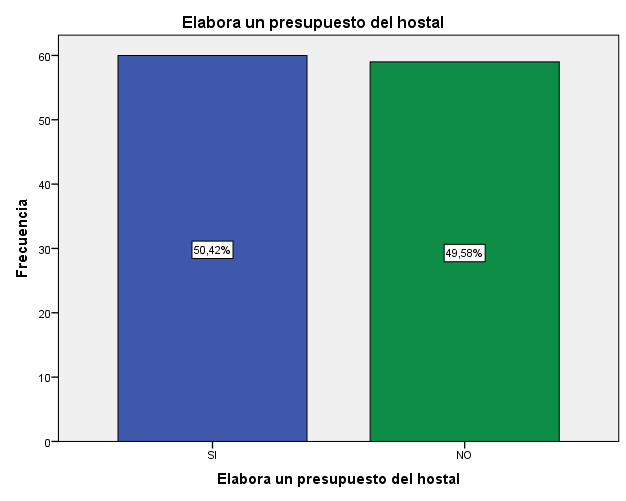 Elabora un presupuesto del hostal
Frecuencia
60
50
40
30
20
10
0
50,42%
49,58%
SI
NO
Elabora un presupuesto del hostal